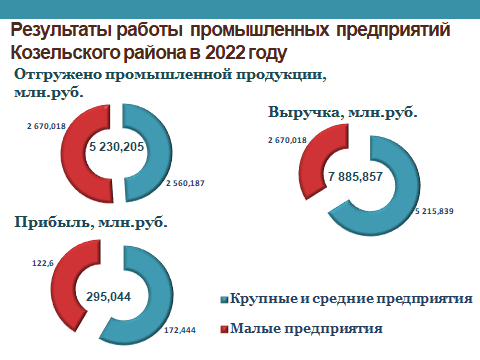 Результаты работы промышленных предприятий
Козельского района в 2022 году
Отгружено промышленной продукции,
млн.руб.
2 670,018
5 230,205
2 560,187
Выручка, млн.руб.
2 670,018
7 885,857
5 215,839
Прибыль, млн.руб.
122,6
295,044
172,444
Крупные и средние предприятия
Малые предприятия